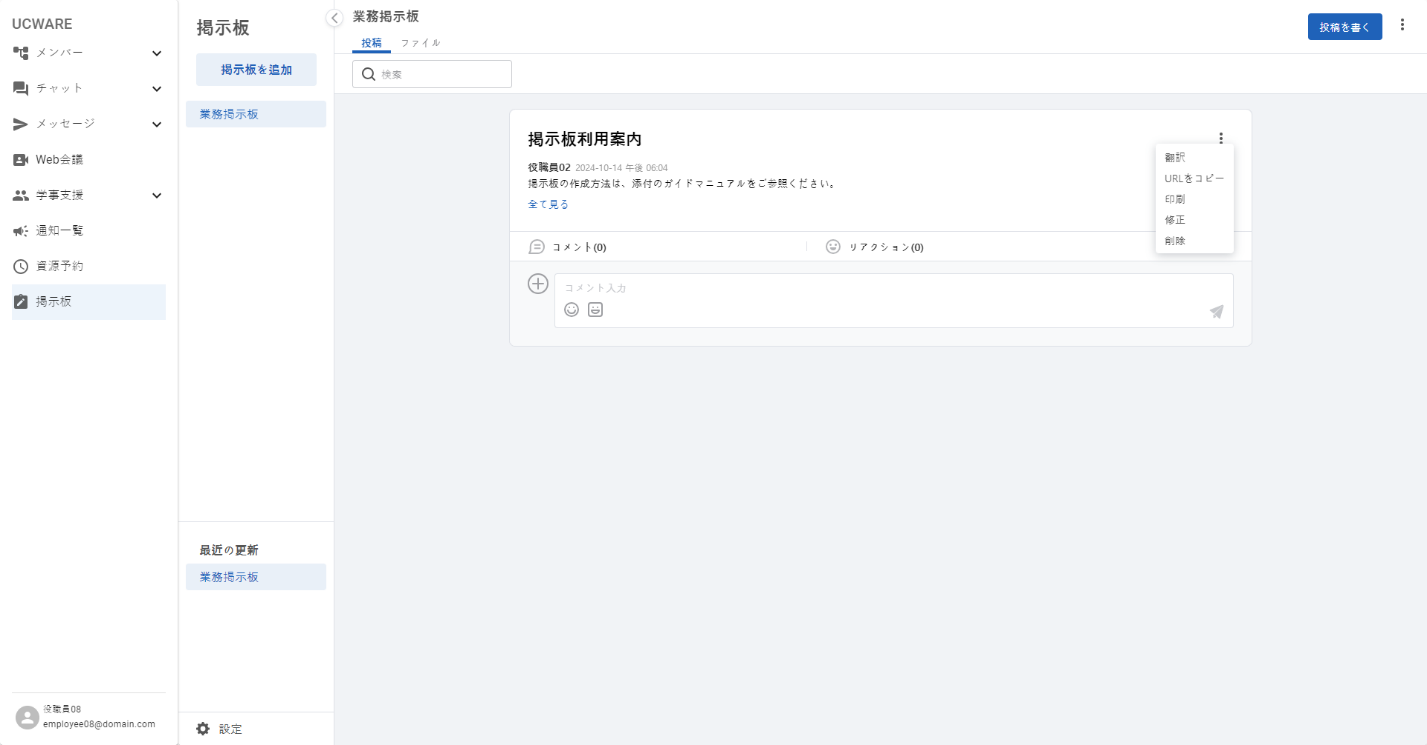 UCWARE
メンバー
チャット
メッセージ
Web会議
学事支援
通知一覧
資源予約
掲示板
役職員08
employee08@domain.com
掲示板
掲示板を追加
業務掲示板
最近の更新
業務掲示板
設定
業務掲示板
投稿 ファイル
投稿を書く
検索
掲示板利用案内
役職員02 2024-10-14 午後 06:04
掲示板の作成方法は、添付のガイドマニュアルをご参照ください。
全て見る
翻訳
URLをコピー
印刷
修正
削除
コメント(0) リアクション(0)
コメント入力